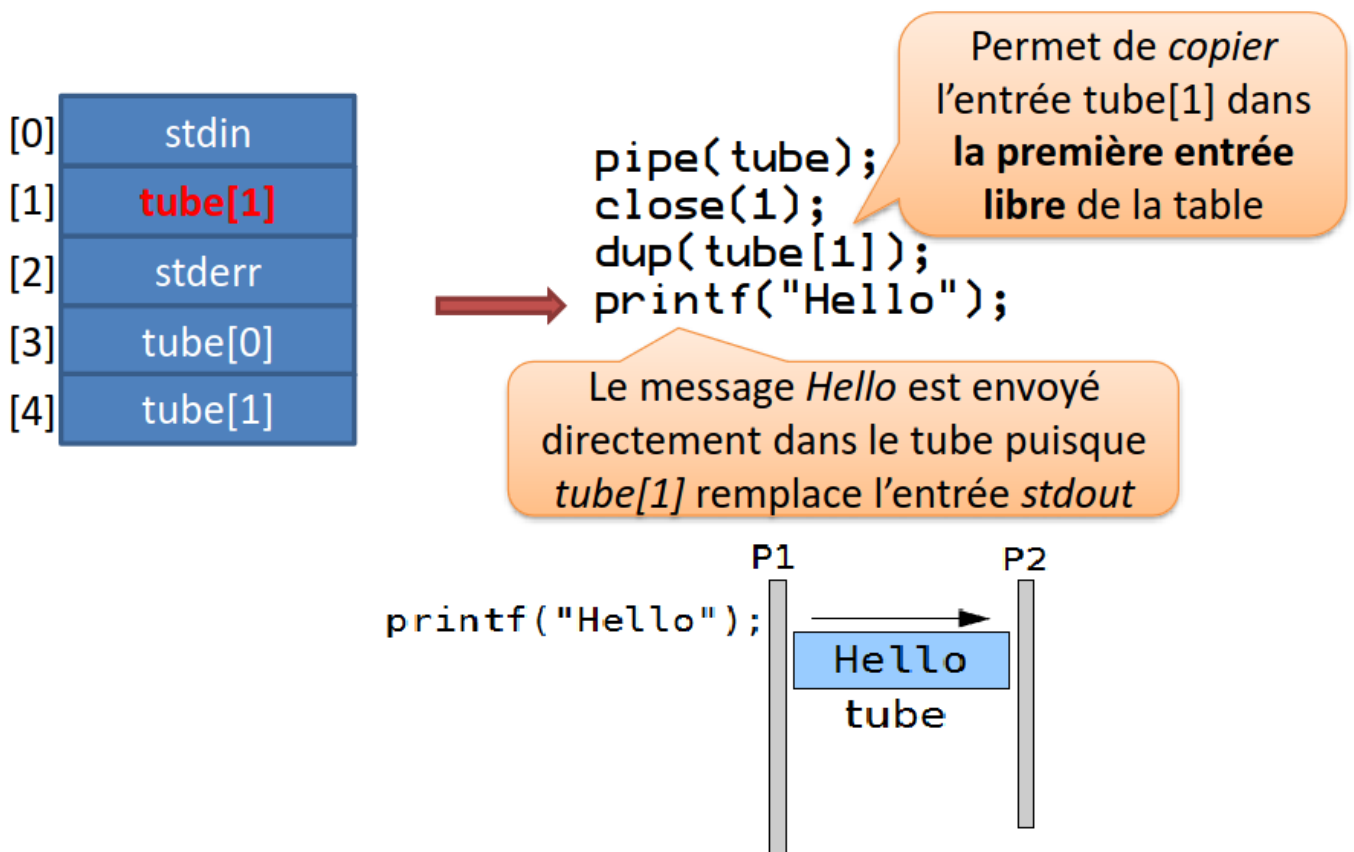 [0] stdin
[1] tube[1]
[2] stderr
[3] tube[0]
[4] tube[1]
pipe(tube);
close(1);
dup(tube[1]);
printf("Hello");
Permet de copier
l'entrée tube[1] dans
la première entrée
libre de la table
Le message Hello est envoyé
directement dans le tube puisque
tube[1] remplace l'entrée stdout
P1 P2
printf("Hello");
Hello
tube